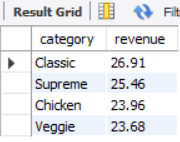 Result Grid Filt
category revenue
Classic 26.91
Supreme 25.46
Chicken 23.96
Veggie 23.68